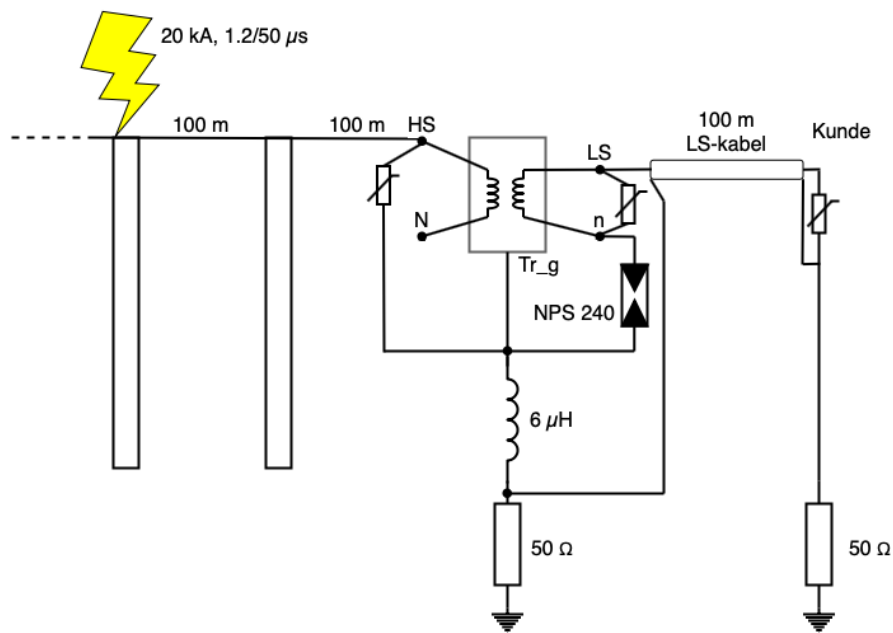 20 kA, 1.2/50 µs
100 m
100 m
HS
100 m
LS-kabel
Kunde
LS
N
n
Tr_g
NPS 240
6 µH
50 Ω
50 Ω